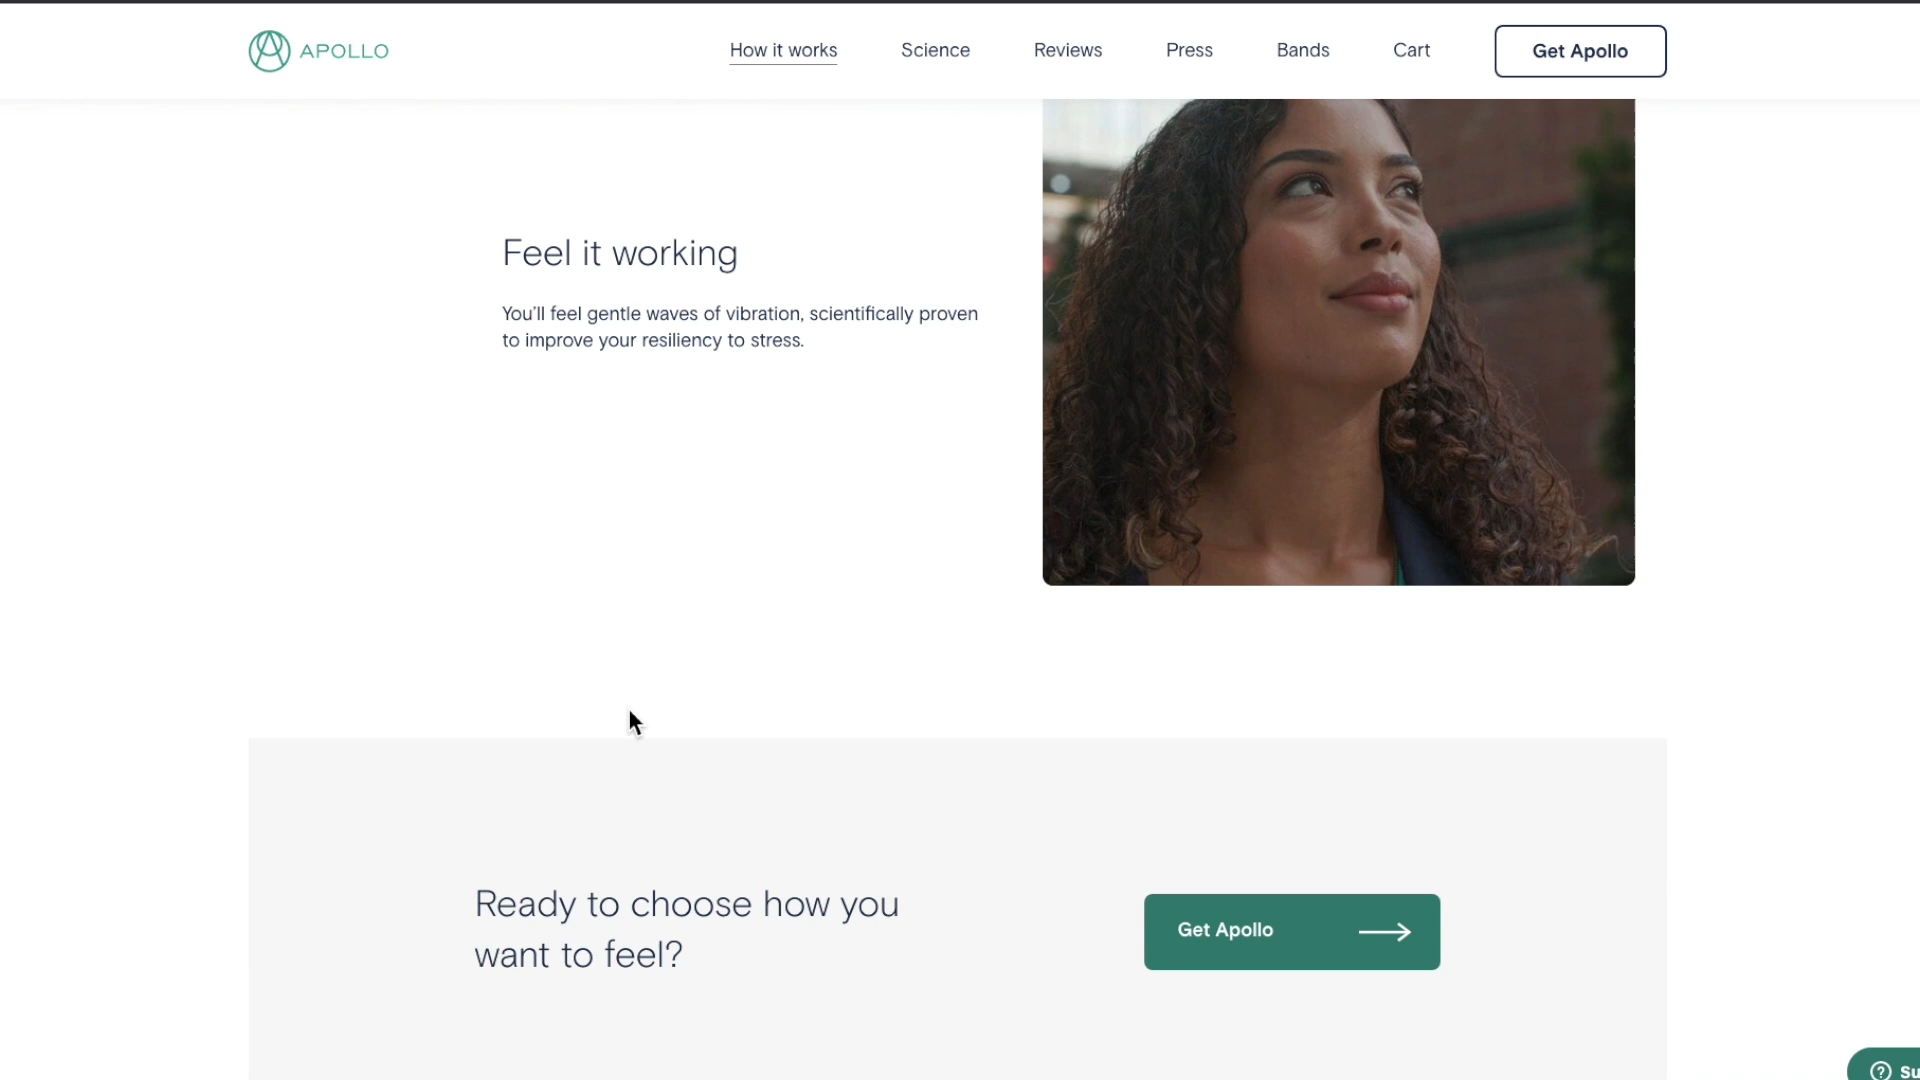 APOLLO
How it works
Science
Reviews
Press
Bands
Cart
Get Apollo
Feel it working
You'll feel gentle waves of vibration, scientifically proven
to improve your resiliency to stress.
Ready to choose how you
want to feel?
Get Apollo